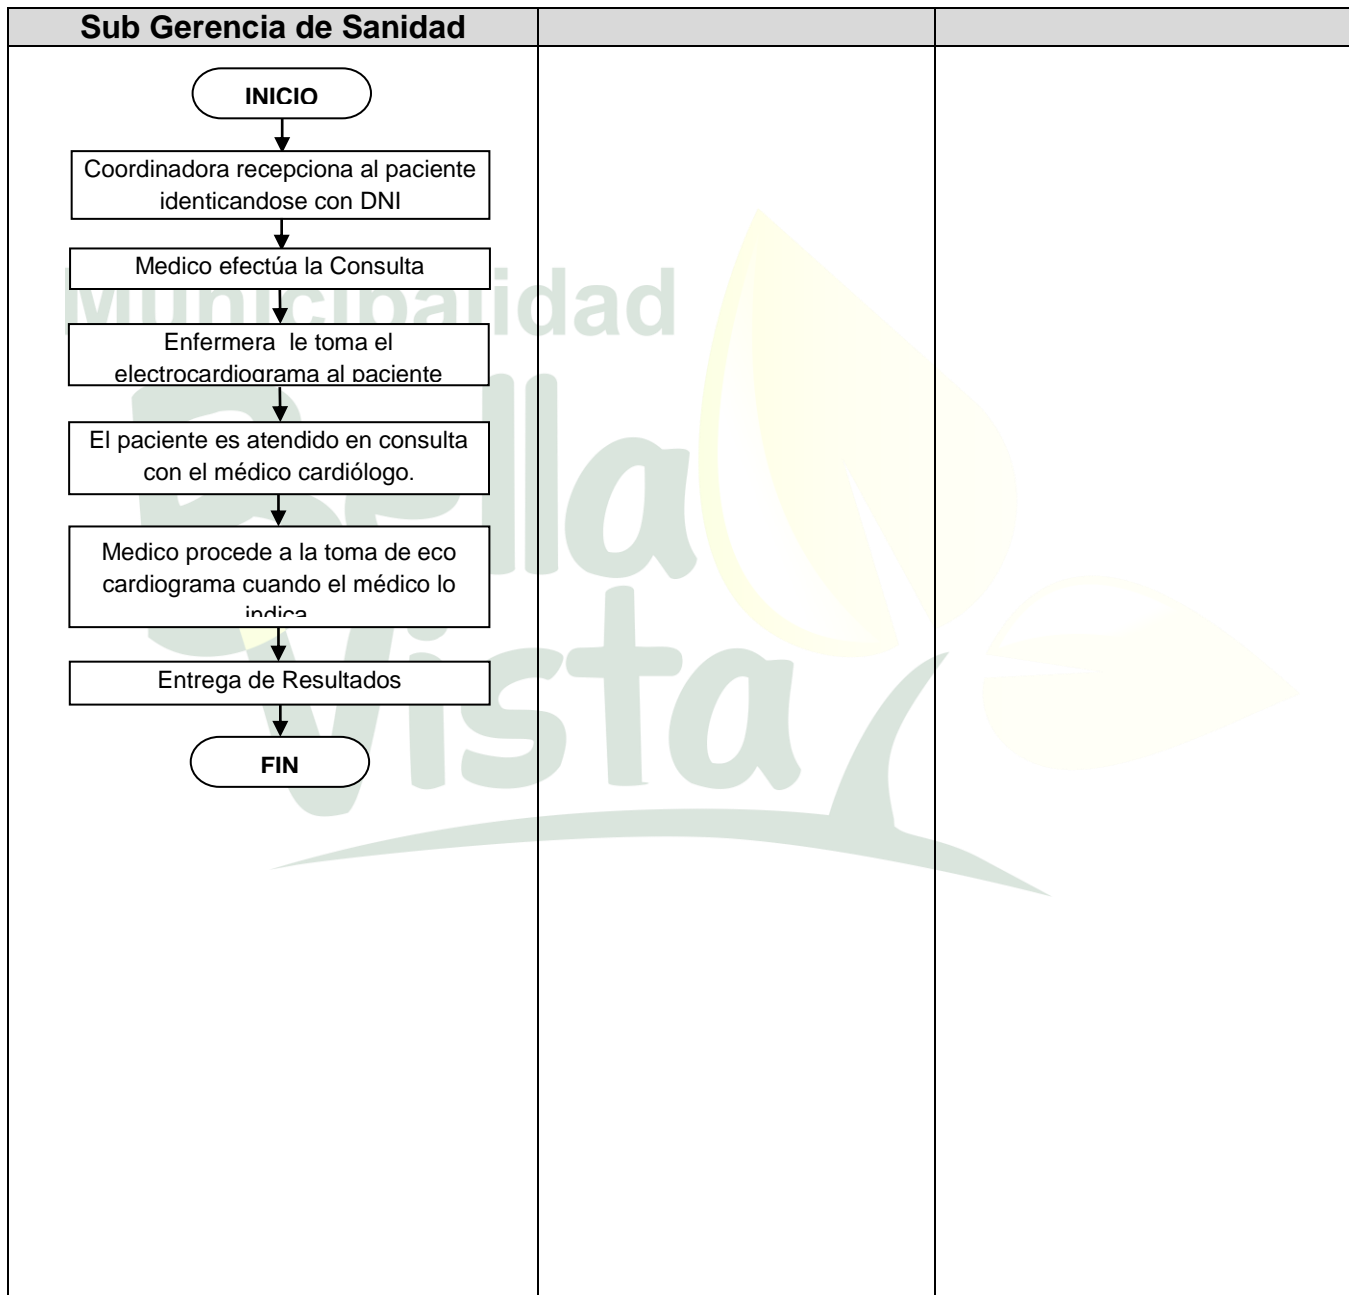 Sub Gerencia de Sanidad
INICIO
Coordinadora recepciona al paciente
identicandose con DNI
Medico efectúa la Consulta
Enfermera le toma el
electrocardiograma al paciente
El paciente es atendido en consulta
con el médico cardiólogo.
Medico procede a la toma de eco
cardiograma cuando el médico lo
indica
Entrega de Resultados
FIN
Municipalidad
Bella
Vista